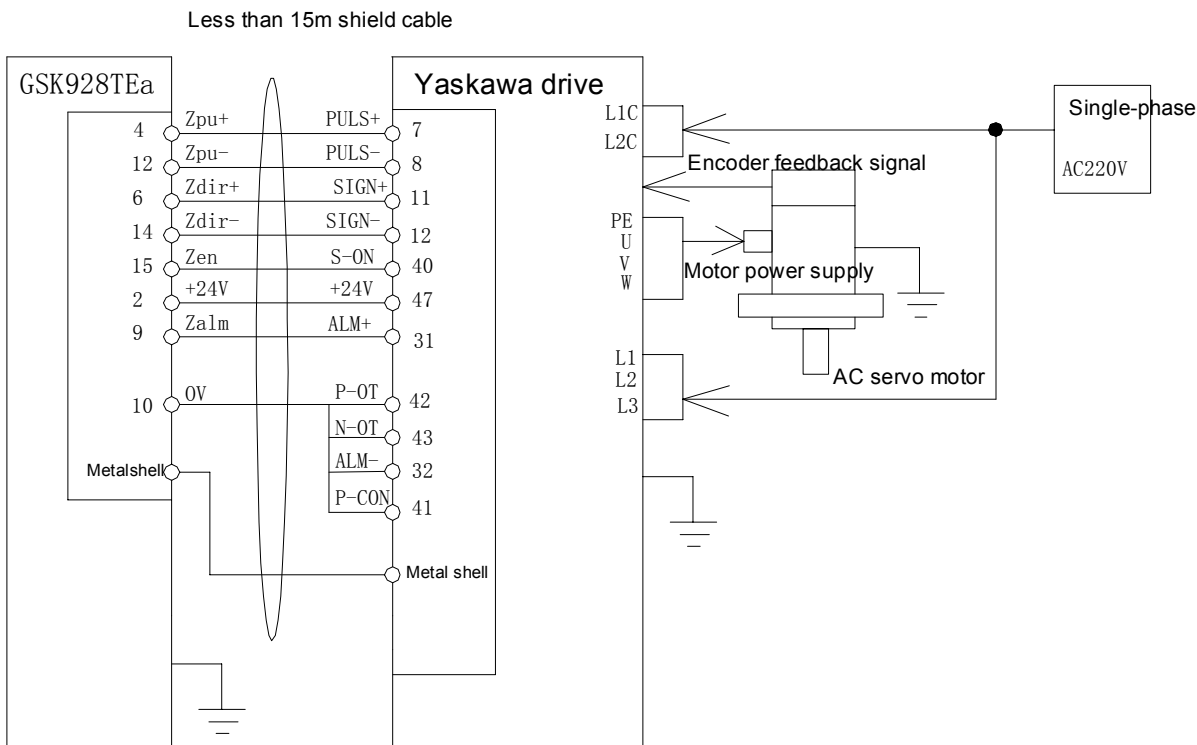 Less than 15m shield cable
GSK928TEa
Yaskawa drive
Single-phase
AC220V
L1C
L2C
4 Zpu+ PULS+ 7
12 Zpu- PULS- 8
6 Zdir+ SIGN+ 11
14 Zdir- SIGN- 12
15 Zen S-ON 40
2 +24V +24V 47
9 Zalm ALM+ 31
10 0V P-OT 42
N-OT 43
ALM- 32
P-CON 41
Metalshell
Metal shell
Encoder feedback signal
PE
U
V
W
Motor power supply
L1
L2
L3
AC servo motor